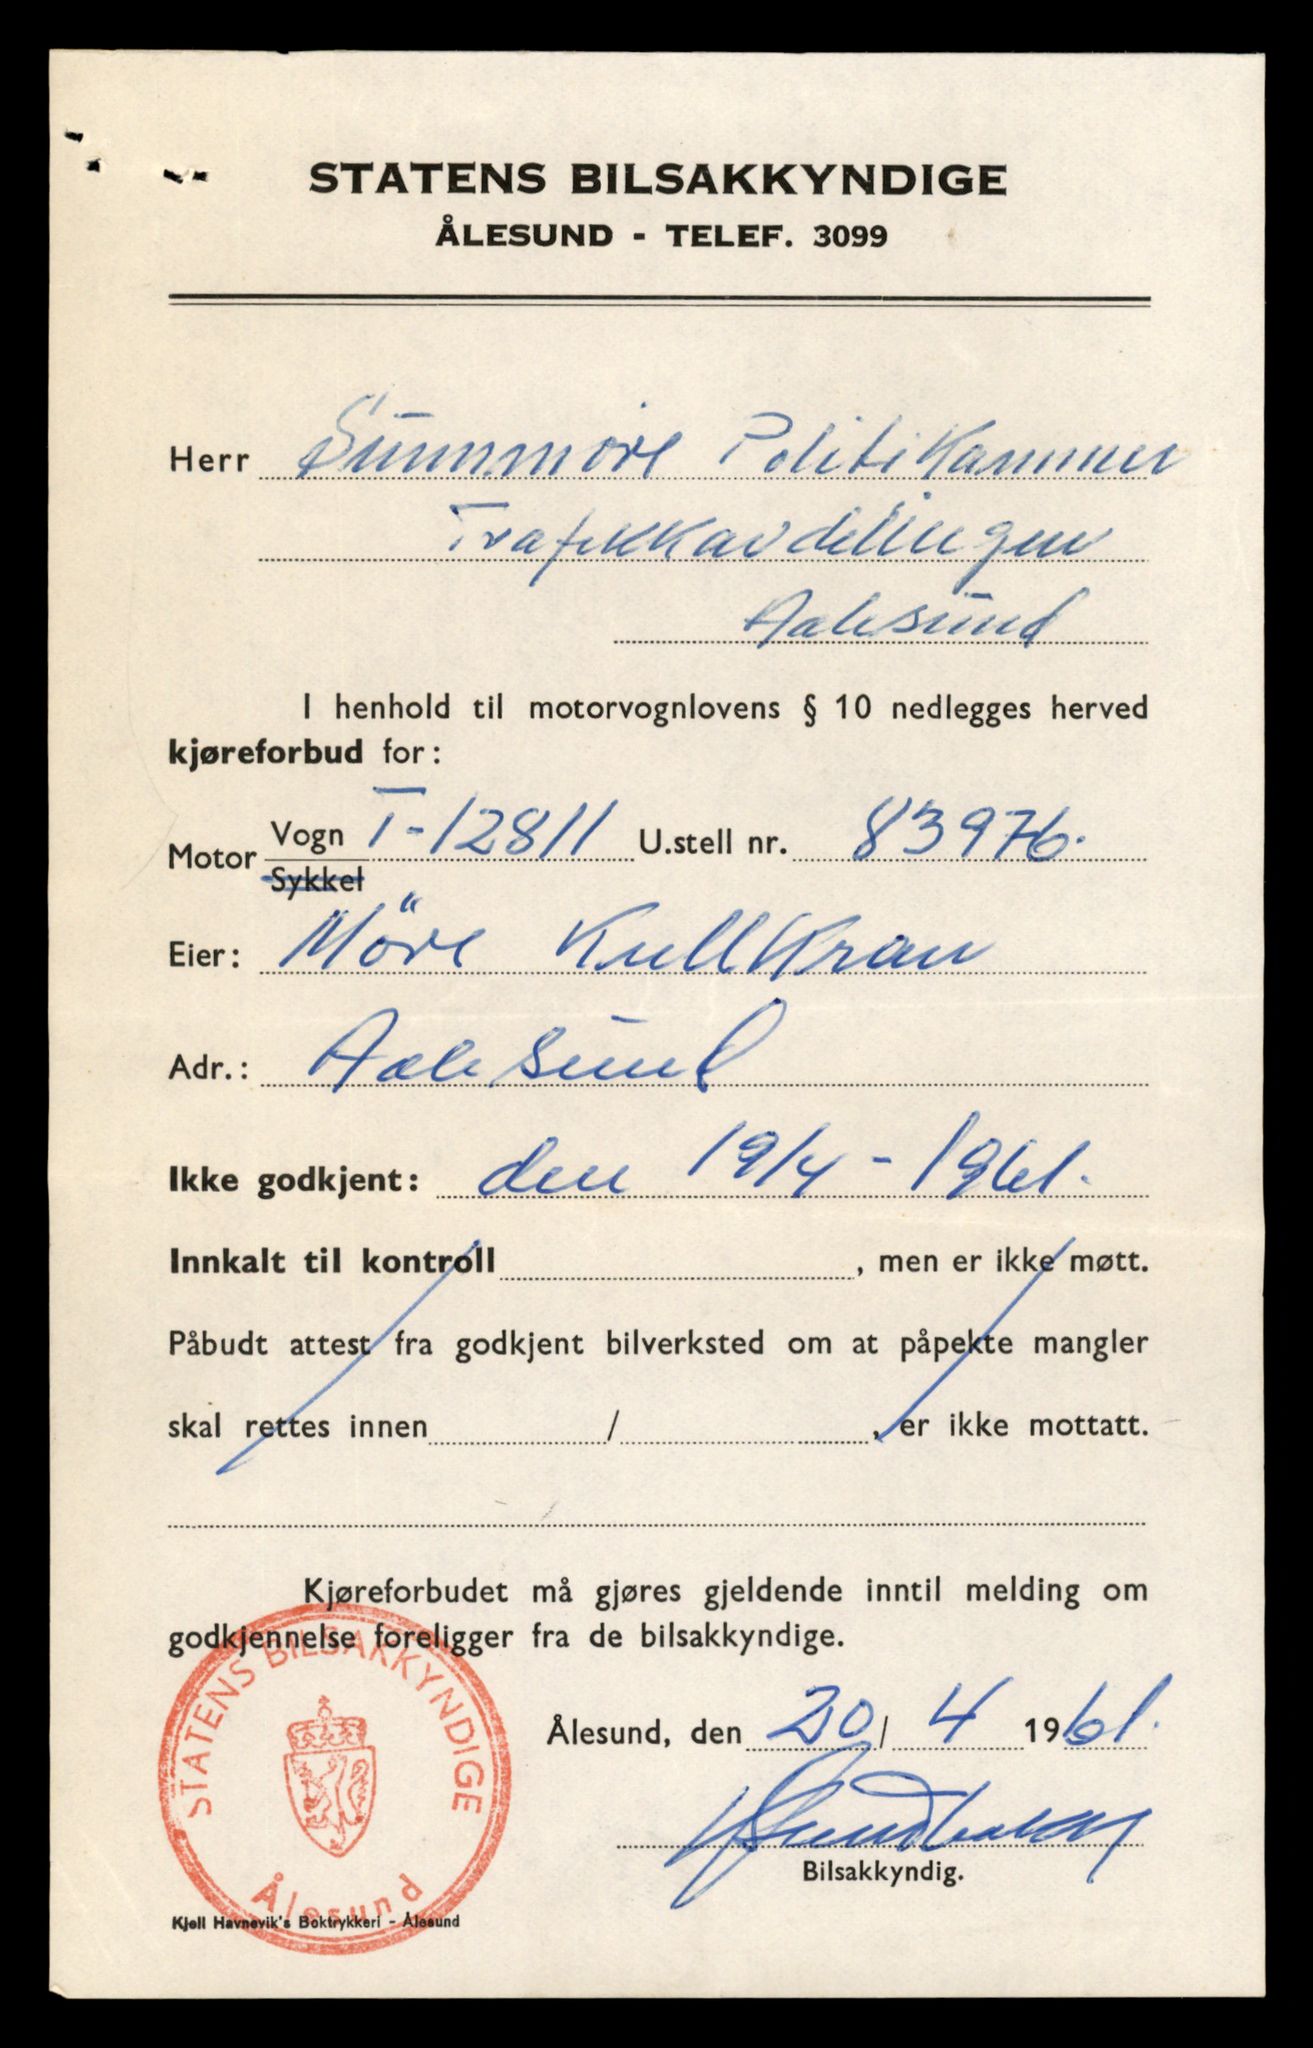 STATENS BILSAKKYNDIGE
ÅLESUND - TELEF. 3099
Herr Sunnmöre Politikammer
Trafikkavdelingen
Aalesund
I henhold til motorvognlovens § 10 nedlegges herved
kjøreforbud for:
Motor Vogn T-12811 U.stell nr. 83976.
Sykkel
Eier: Möre Kullkran
Adr.: Aalesund
Ikke godkjent: den 19/4 - 1961.
Innkalt til kontroll, men er ikke møtt.
Påbudt attest fra godkjent bilverksted om at påpekte mangler
skal rettes innen / , er ikke mottatt.
Kjøreforbudet må gjøres gjeldende inntil melding om
godkjennelse foreligger fra de bilsakkyndige.
Ålesund, den 20/4 1961.
Bilsakkyndig.
STATENS BILSAKKYNDIGE
Ålesund
Kjell Havnevik's Boktrykkeri - Ålesund